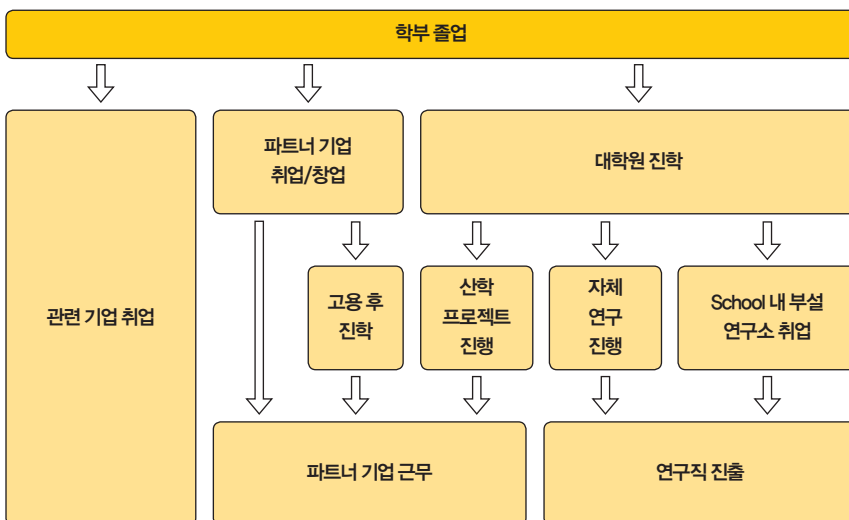 학부 졸업
파트너 기업
취업/창업
대학원 진학
관련 기업 취업
고용 후
진학
산학
프로젝트
진행
자체
연구
진행
School 내 부설
연구소 취업
파트너 기업 근무
연구직 진출